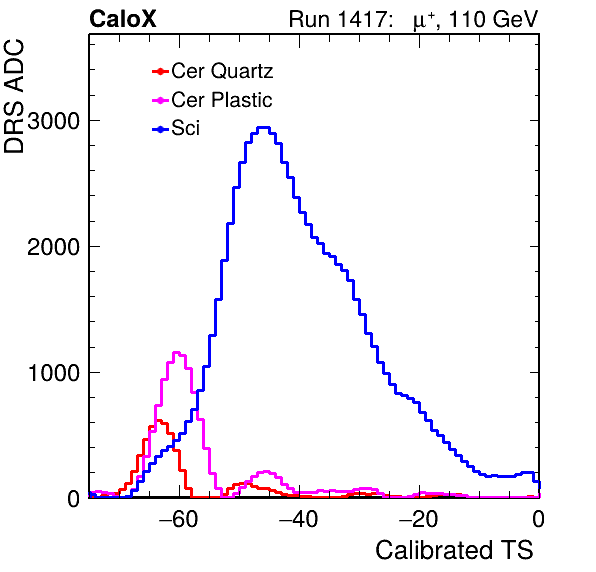 CaloX Run 1417: μ⁺, 110 GeV
DRS ADC
Cer Quartz
Cer Plastic
Sci
3000
2000
1000
0
−60 −40 −20 0
Calibrated TS